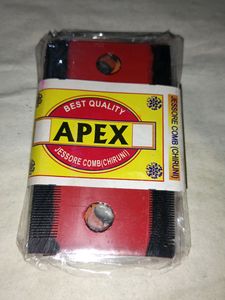 BEST QUALITY
APEX
JESSORE COMB(CHIRUNI)
JESSORE COMB (CHIRUNI)